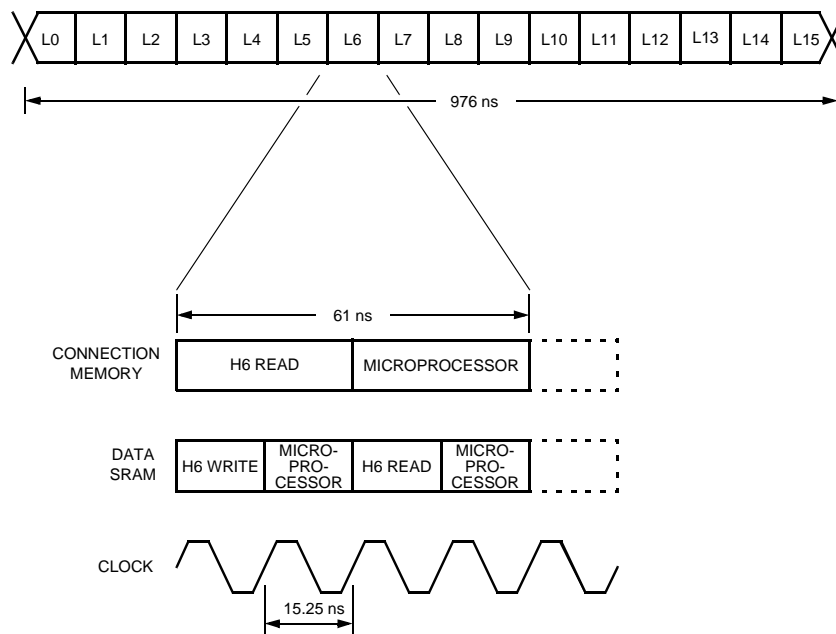 L0 L1 L2 L3 L4 L5 L6 L7 L8 L9 L10 L11 L12 L13 L14 L15
976 ns
61 ns
CONNECTION
MEMORY
H6 READ
MICROPROCESSOR
DATA
SRAM
H6 WRITE
MICRO-
PRO-
CESSOR
H6 READ
MICRO-
PRO-
CESSOR
CLOCK
15.25 ns